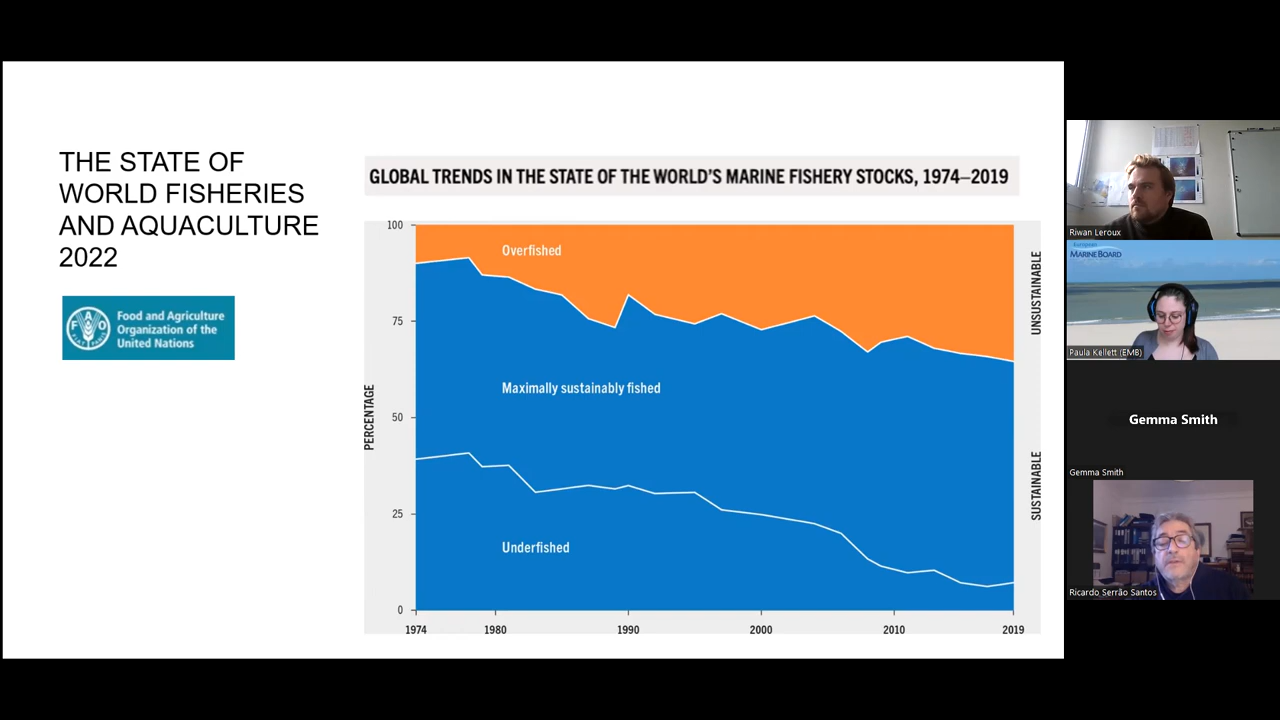 THE STATE OF
WORLD FISHERIES
AND AQUACULTURE
2022
F A O
FIAT PANIS
Food and Agriculture
Organization of the
United Nations
GLOBAL TRENDS IN THE STATE OF THE WORLD'S MARINE FISHERY STOCKS, 1974–2019
PERCENTAGE
100
75
50
25
0
Overfished
Maximally sustainably fished
Underfished
UNSUSTAINABLE
SUSTAINABLE
1974
1980
1990
2000
2010
2019
Riwan Leroux
European
MARINE BOARD
Paula Kellett (EMB)
Gemma Smith
Gemma Smith
Ricardo Serrão Santos